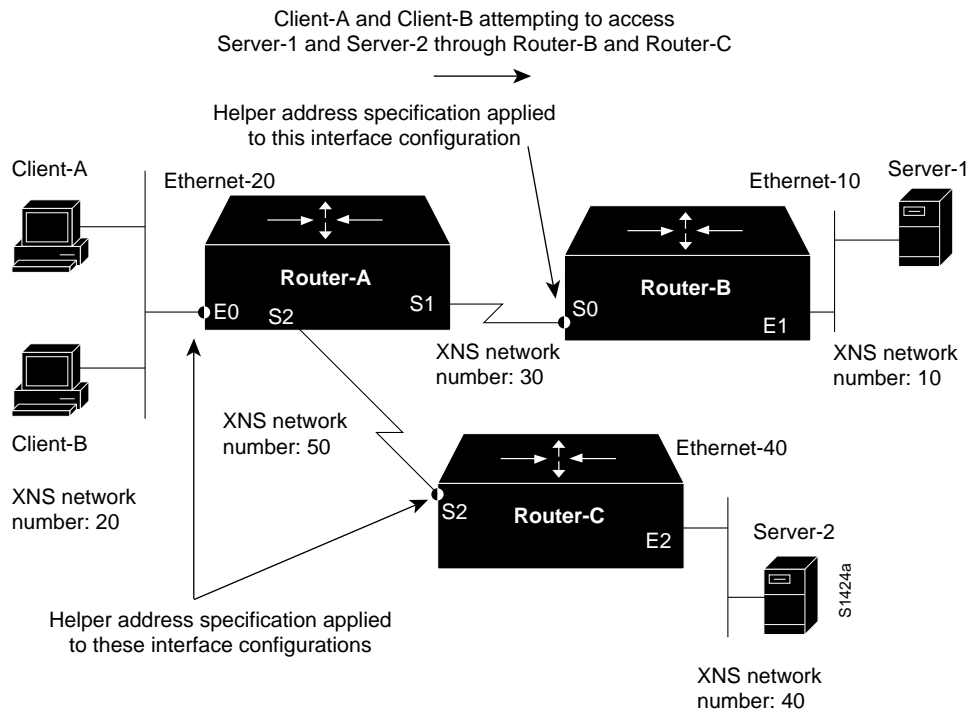 Client-A and Client-B attempting to access
Server-1 and Server-2 through Router-B and Router-C
Helper address specification applied
to this interface configuration
Client-A
Ethernet-20
Ethernet-10
Server-1
Router-A
Router-B
E0
S2
S1
S0
E1
XNS network
number: 30
XNS network
number: 10
Client-B
XNS network
number: 50
Ethernet-40
XNS network
number: 20
S2
Router-C
E2
Server-2
S1424a
Helper address specification applied
to these interface configurations
XNS network
number: 40